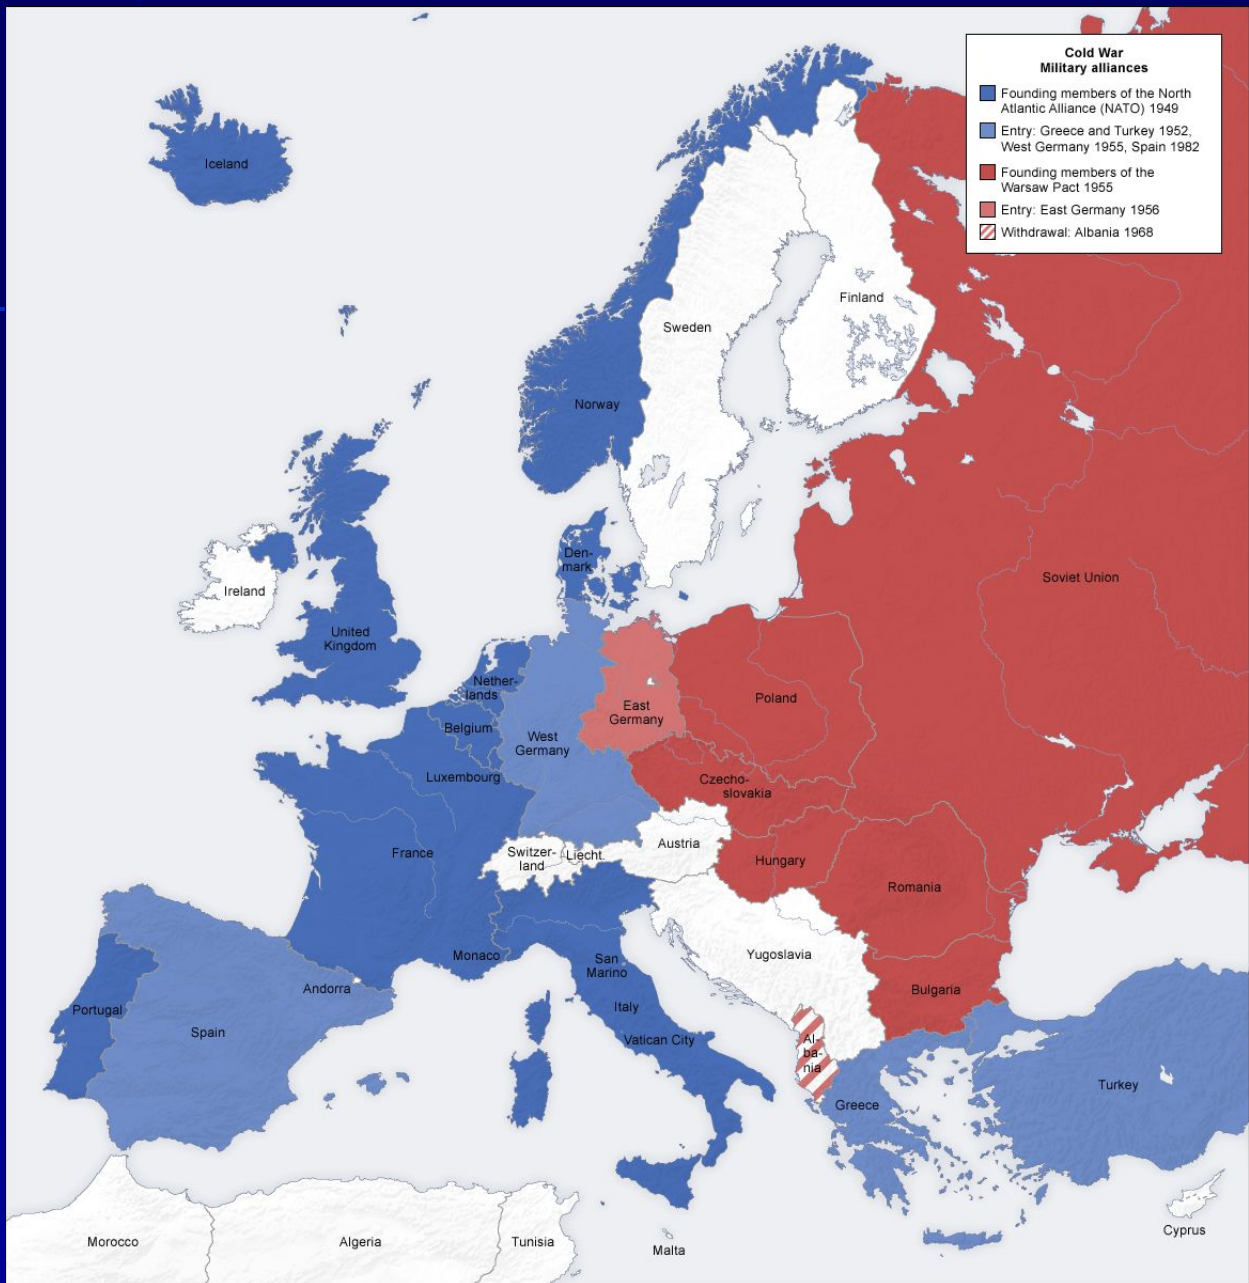 Cold War
Military alliances
Founding members of the North
Atlantic Alliance (NATO) 1949
Entry: Greece and Turkey 1952,
West Germany 1955, Spain 1982
Founding members of the
Warsaw Pact 1955
Entry: East Germany 1956
Withdrawal: Albania 1968
Iceland
Finland
Sweden
Norway
Den-
mark
Soviet Union
Ireland
United
Kingdom
Nether-
lands
Poland
East
Germany
Belgium
West
Germany
Luxembourg
Czecho-
slovakia
Austria
France
Switzer-
land
Liecht.
Hungary
Romania
Monaco
San
Marino
Yugoslavia
Andorra
Bulgaria
Portugal
Italy
Spain
Vatican City
Al-
ba-
nia
Turkey
Greece
Cyprus
Morocco
Algeria
Tunisia
Malta